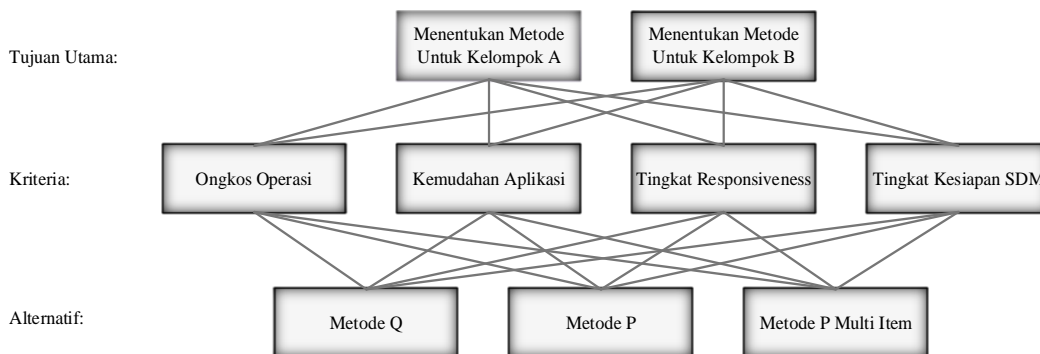 Tujuan Utama:
Menentukan Metode
Untuk Kelompok A
Menentukan Metode
Untuk Kelompok B
Kriteria:
Ongkos Operasi
Kemudahan Aplikasi
Tingkat Responsiveness
Tingkat Kesiapan SDM
Alternatif:
Metode Q
Metode P
Metode P Multi Item